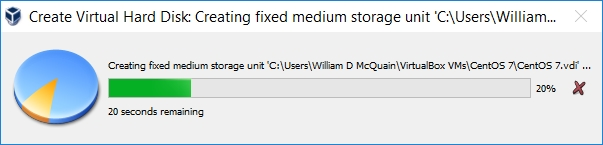 Create Virtual Hard Disk: Creating fixed medium storage unit 'C:\Users\William...
Creating fixed medium storage unit 'C:\Users\William D McQuain\VirtualBox VMs\CentOS 7\CentOS 7.vdi' ...
20%
20 seconds remaining